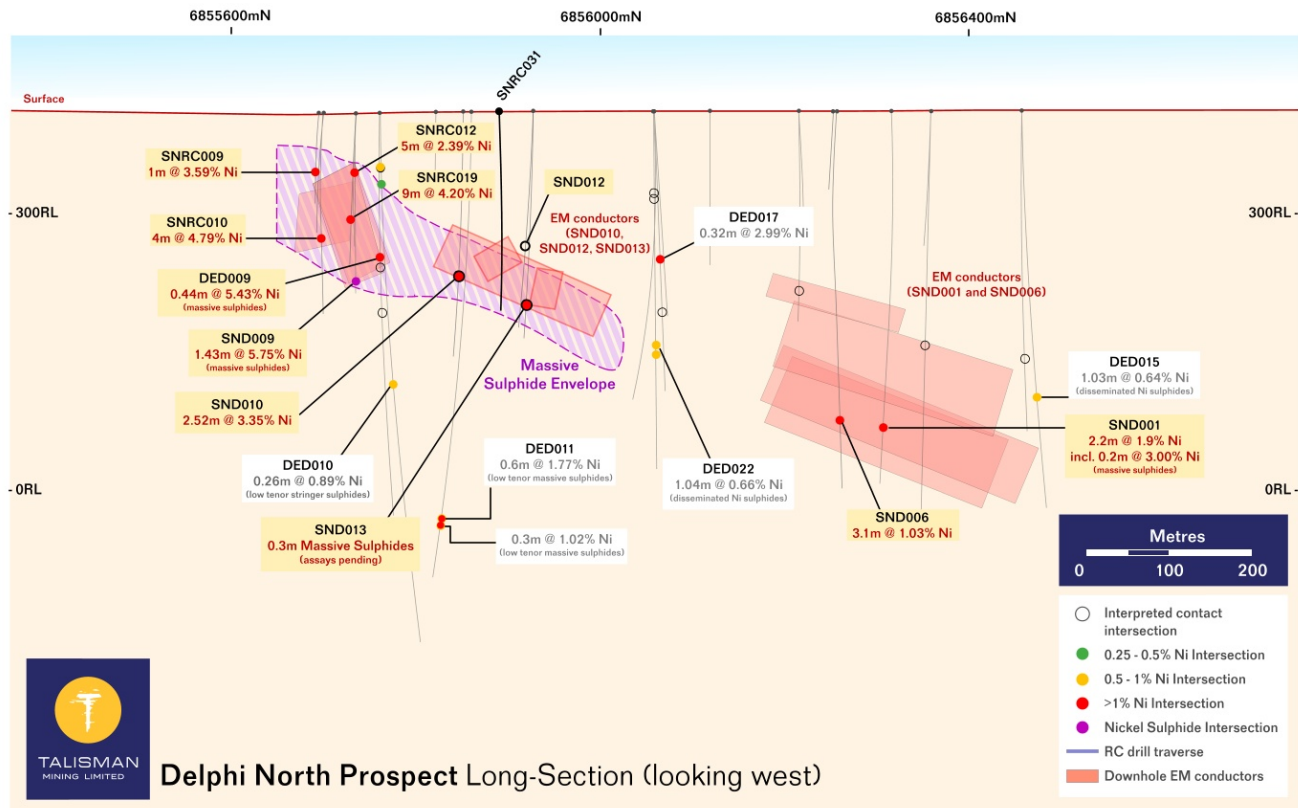 6855600mN
6856000mN
6856400mN
SNRC031
Surface
SNRC009
1m @ 3.59% Ni
SNRC012
5m @ 2.39% Ni
SNRC019
9m @ 4.20% Ni
SND012
EM conductors
(SND010,
SND012, SND013)
DED017
0.32m @ 2.99% Ni
300RL
300RL
SNRC010
4m @ 4.79% Ni
DED009
0.44m @ 5.43% Ni
(massive sulphides)
EM conductors
(SND001 and SND006)
SND009
1.43m @ 5.75% Ni
(massive sulphides)
Massive
Sulphide Envelope
DED015
1.03m @ 0.64% Ni
(disseminated Ni sulphides)
SND010
2.52m @ 3.35% Ni
SND001
2.2m @ 1.9% Ni
incl. 0.2m @ 3.00% Ni
(massive sulphides)
DED010
0.26m @ 0.89% Ni
(low tenor stringer sulphides)
DED011
0.6m @ 1.77% Ni
(low tenor massive sulphides)
DED022
1.04m @ 0.66% Ni
(disseminated Ni sulphides)
0RL
0RL
SND013
0.3m Massive Sulphides
(assays pending)
0.3m @ 1.02% Ni
(low tenor massive sulphides)
SND006
3.1m @ 1.03% Ni
Metres
0 100 200
Interpreted contact
intersection
0.25 - 0.5% Ni Intersection
0.5 - 1% Ni Intersection
>1% Ni Intersection
Nickel Sulphide Intersection
RC drill traverse
Downhole EM conductors
TALISMAN
MINING LIMITED
Delphi North Prospect Long-Section (looking west)